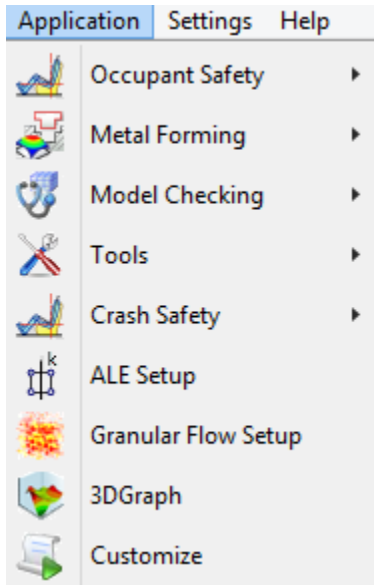 Application Settings Help
Occupant Safety
Metal Forming
Model Checking
Tools
Crash Safety
k
ALE Setup
Granular Flow Setup
3DGraph
Customize